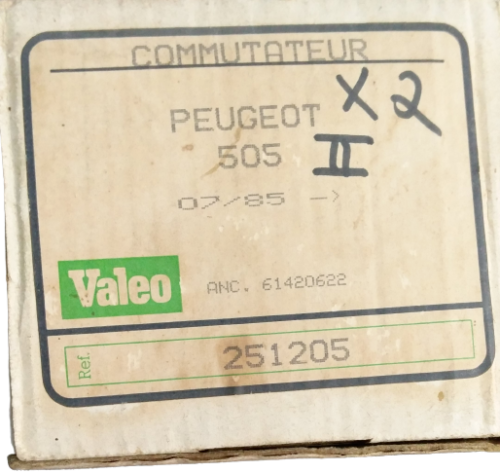 COMMUTATEUR
PEUGEOT X 2
505 II
07/85 ->
Valeo ANC. 61420622
Ref. 251205